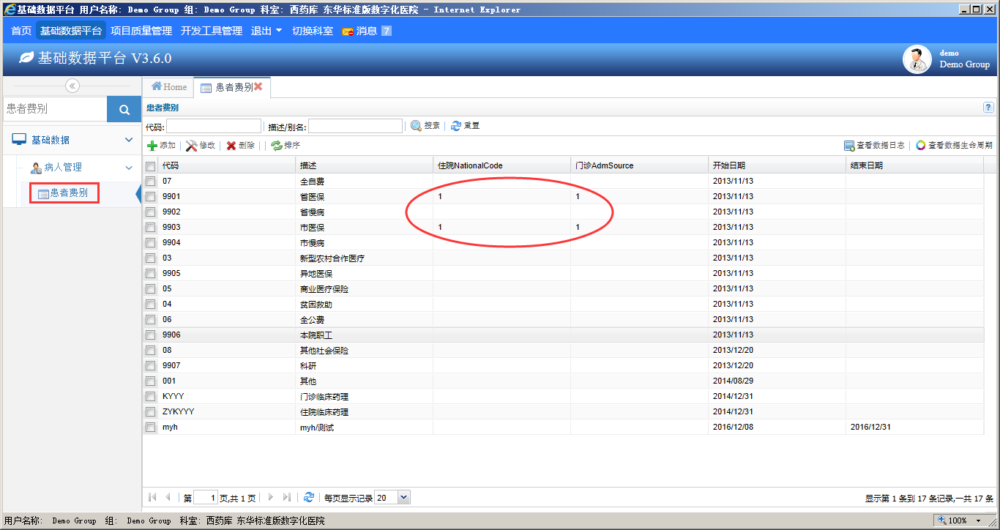 基础数据平台 用户名称: Demo Group 组: Demo Group 科室: 西药库 东华标准版数字化医院 - Internet Explorer
首页 基础数据平台 项目质量管理 开发工具管理 退出 切换科室 消息 7
基础数据平台 V3.6.0
demo
Demo Group
患者费别
基础数据
病人管理
患者费别
Home 患者费别
患者费别 ?
代码: 描述/别名: 搜索 重置
添加 修改 删除 排序 查看数据日志 查看数据生命周期
代码 描述 住院NationalCode 门诊AdmSource 开始日期 结束日期
07 全自费 2013/11/13
9901 省医保 1 1 2013/11/13
9902 省慢病 2013/11/13
9903 市医保 1 1 2013/11/13
9904 市慢病 2013/11/13
03 新型农村合作医疗 2013/11/13
9905 异地医保 2013/11/13
05 商业医疗保险 2013/11/13
04 贫困救助 2013/11/13
06 全公费 2013/11/13
9906 本院职工 2013/11/13
08 其他社会保险 2013/12/20
9907 科研 2013/12/20
001 其他 2014/08/29
KYYY 门诊临床药理 2014/12/31
ZYKYYY 住院临床药理 2014/12/31
myh myh/测试 2016/12/08 2016/12/31
第 1 页,共 1 页 每页显示记录 20 显示第 1 条到 17 条记录,一共 17 条
用户名称: Demo Group 组: Demo Group 科室: 西药库 东华标准版数字化医院 100%